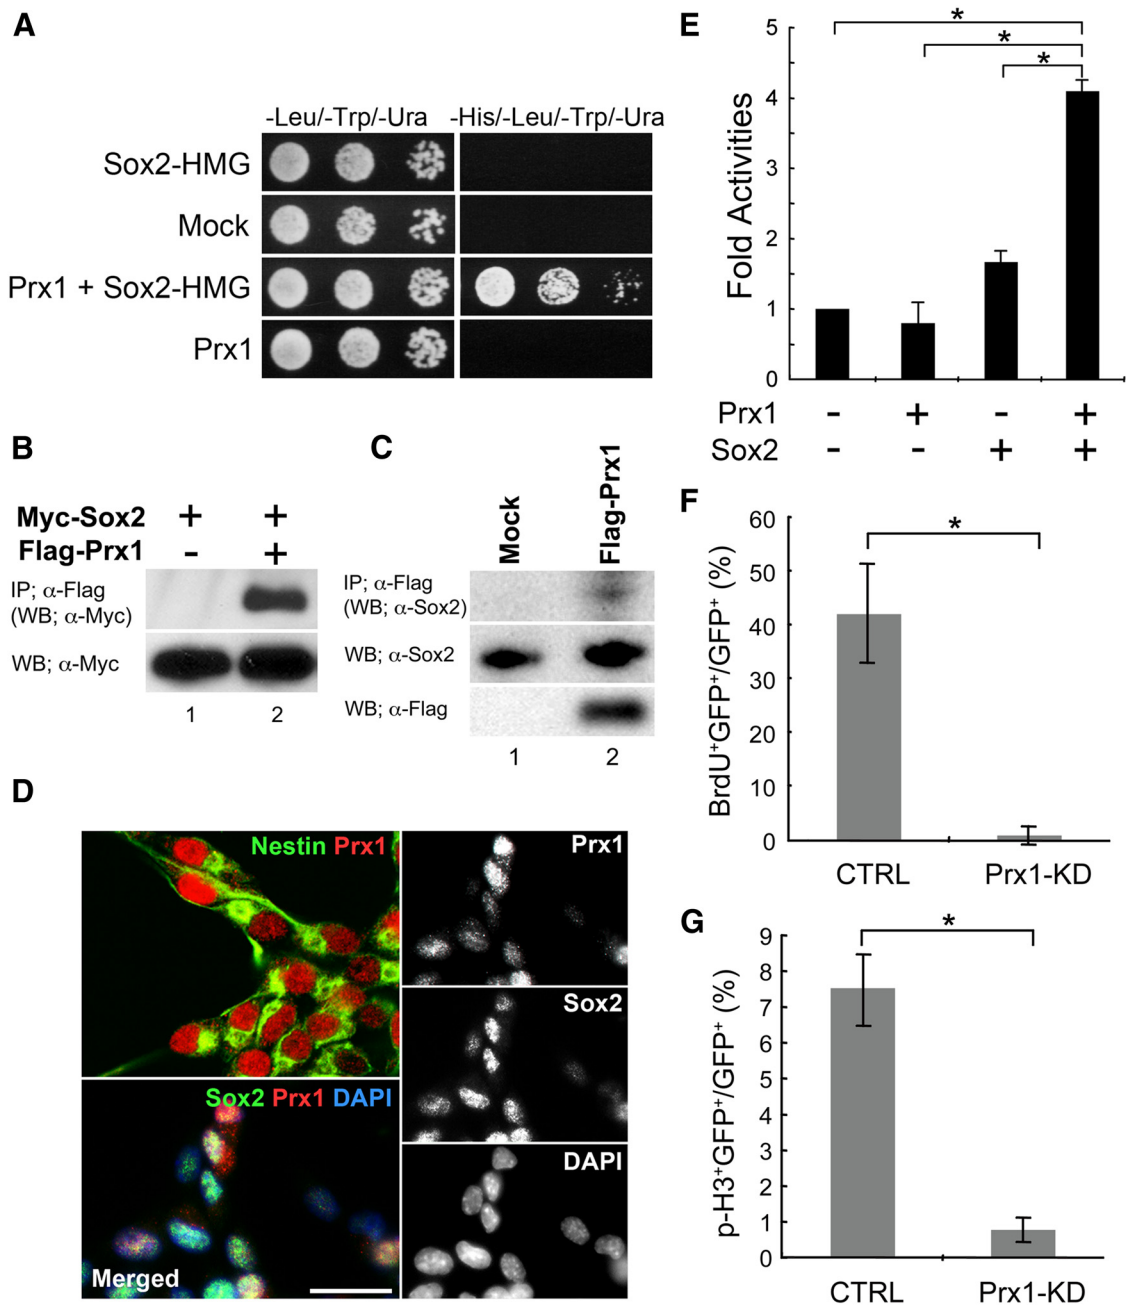 A
-Leu/-Trp/-Ura -His/-Leu/-Trp/-Ura
Sox2-HMG
Mock
Prx1 + Sox2-HMG
Prx1
B
Myc-Sox2 + +
Flag-Prx1 - +
IP; α-Flag
(WB; α-Myc)
WB; α-Myc
1 2
C
Mock
Flag-Prx1
IP; α-Flag
(WB; α-Sox2)
WB; α-Sox2
WB; α-Flag
1 2
D
Nestin Prx1
Sox2 Prx1 DAPI
Merged
Prx1
Sox2
DAPI
E
Fold Activities
5
4
3
2
1
0
* 
*
*
Prx1 - + - +
Sox2 - - + +
F
BrdU⁺GFP⁺/GFP⁺ (%)
60
50
40
30
20
10
0
*
CTRL Prx1-KD
G
p-H3⁺GFP⁺/GFP⁺ (%)
9
8
7
6
5
4
3
2
1
0
*
CTRL Prx1-KD